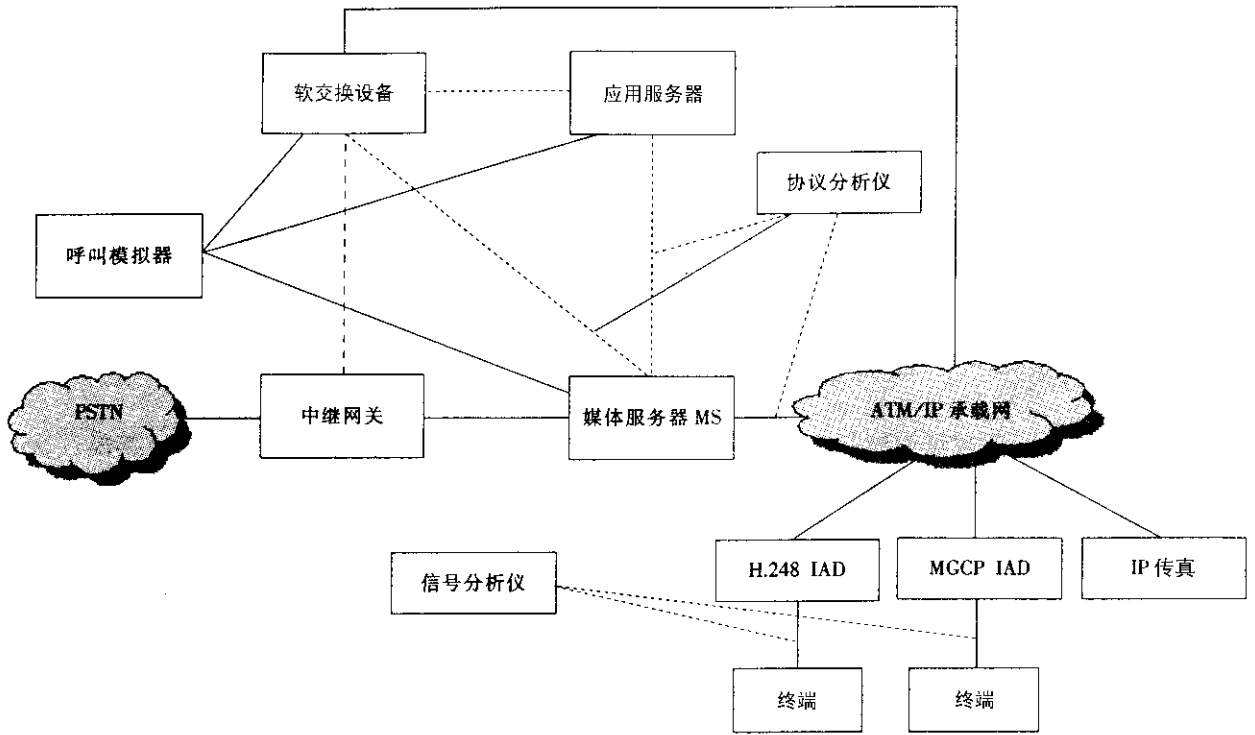 软交换设备
应用服务器
协议分析仪
呼叫模拟器
PSTN
中继网关
媒体服务器 MS
ATM/IP 承载网
H.248 IAD
MGCP IAD
IP 传真
信号分析仪
终端
终端